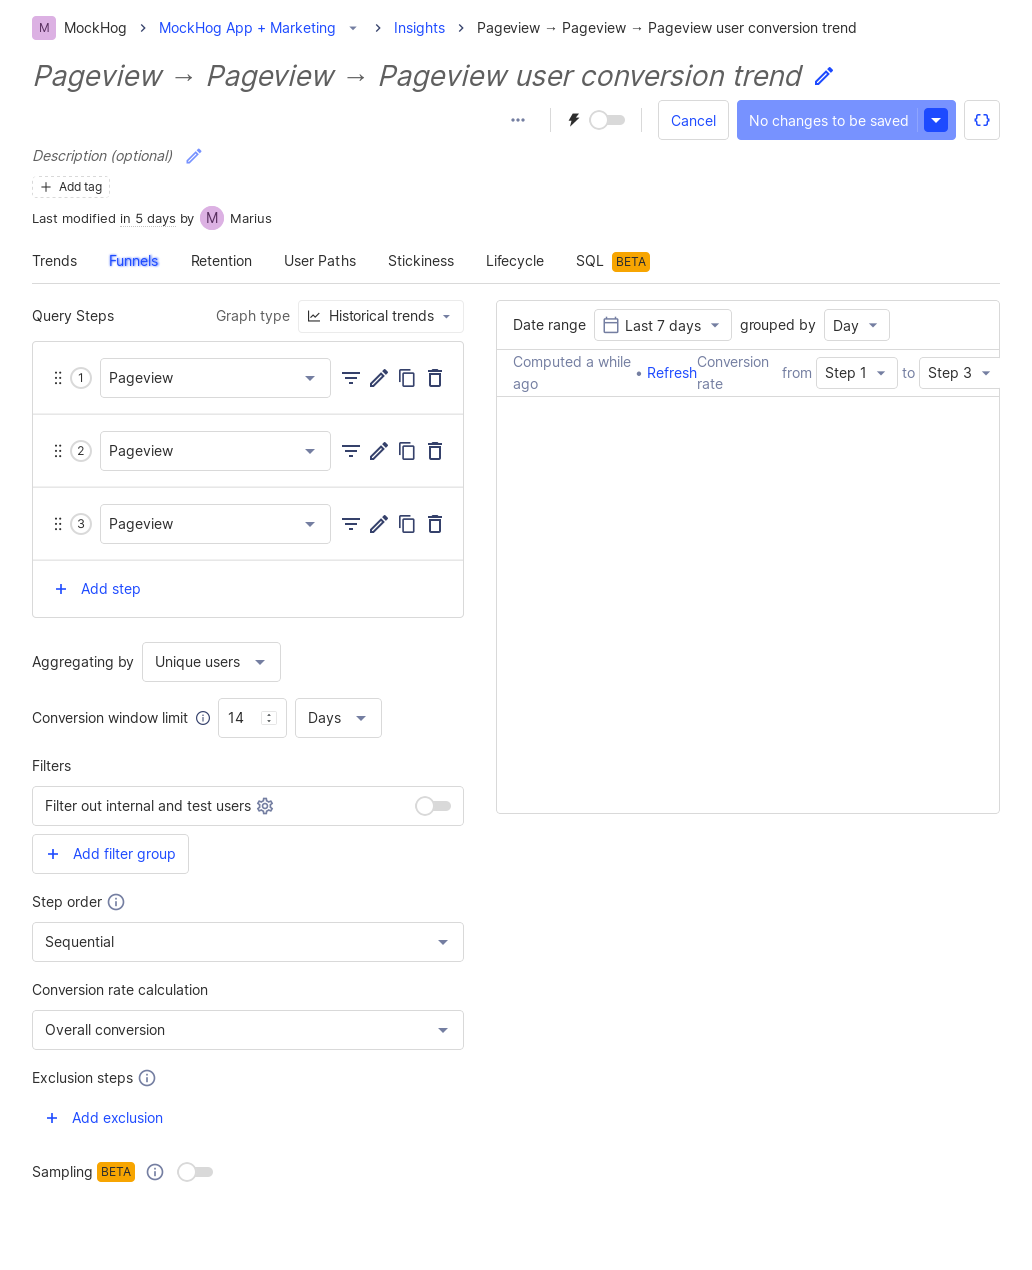 M MockHog MockHog App + Marketing Insights Pageview → Pageview → Pageview user conversion trend
Pageview → Pageview → Pageview user conversion trend
Cancel No changes to be saved
Description (optional)
Add tag
Last modified in 5 days by M Marius
Trends Funnels Retention User Paths Stickiness Lifecycle SQL BETA
Query Steps Graph type Historical trends
1 Pageview
2 Pageview
3 Pageview
Add step
Aggregating by Unique users
Conversion window limit 14 Days
Filters
Filter out internal and test users
Add filter group
Step order
Sequential
Conversion rate calculation
Overall conversion
Exclusion steps
Add exclusion
Sampling BETA
Date range Last 7 days grouped by Day
Computed a while
ago
• Refresh
Conversion
rate
from Step 1 to Step 3